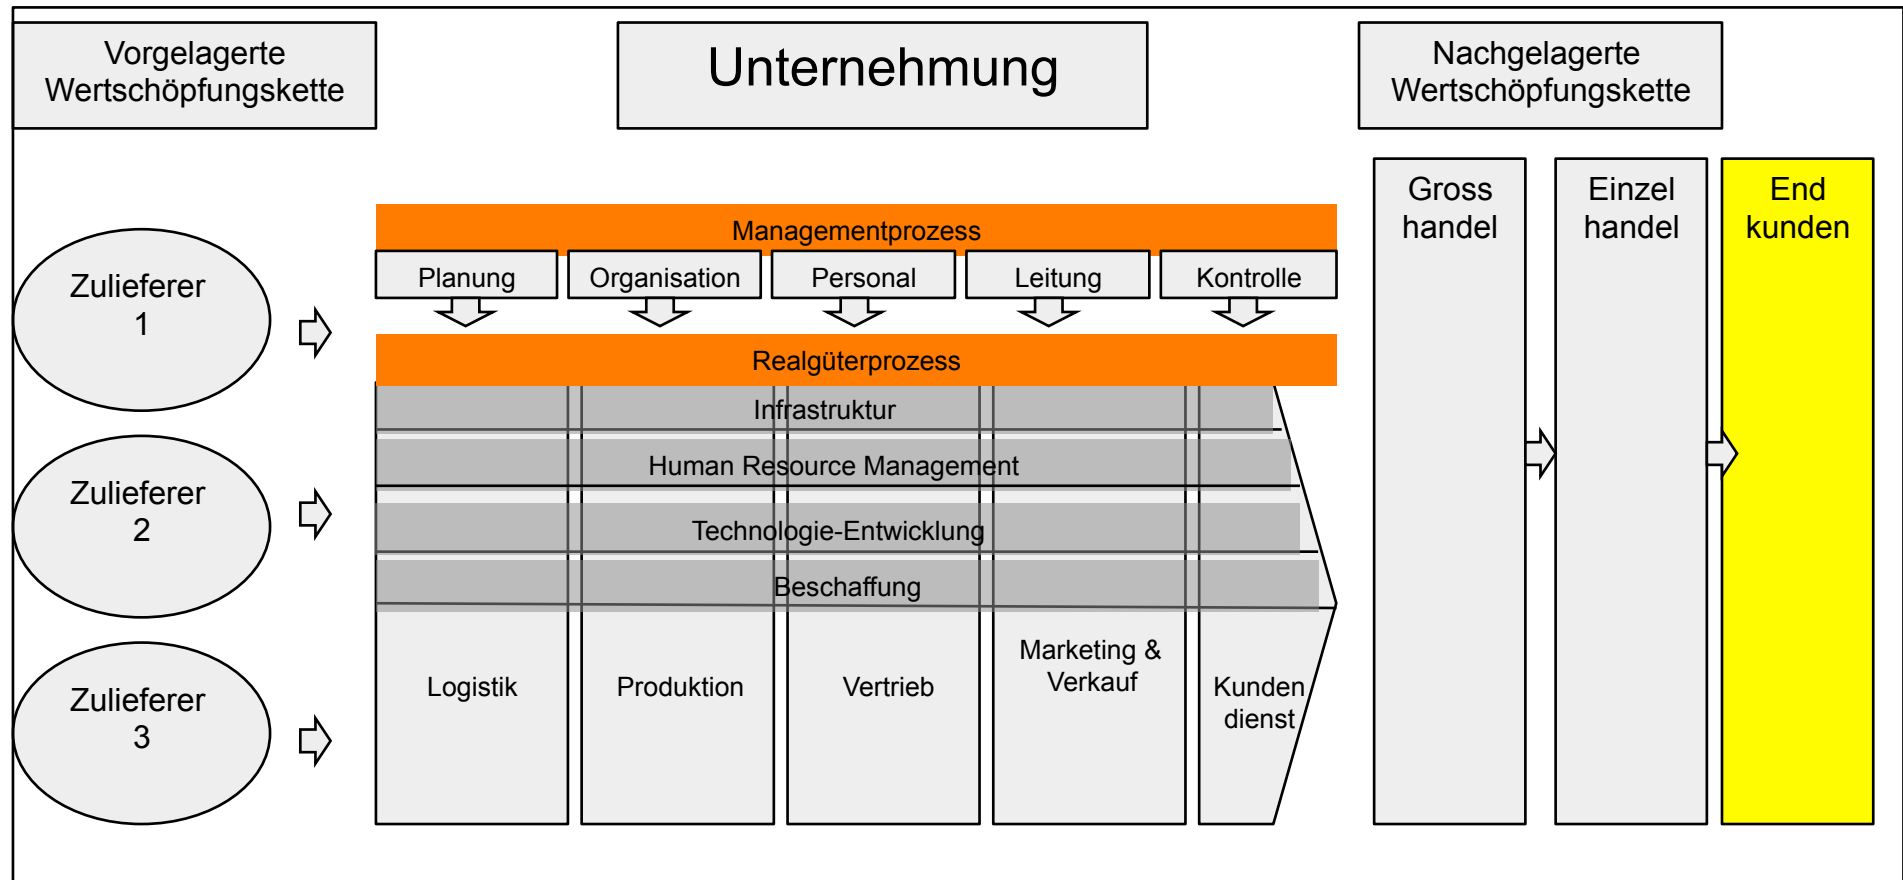 Vorgelagerte
Wertschöpfungskette
Unternehmung
Nachgelagerte
Wertschöpfungskette
Zulieferer
1
Zulieferer
2
Zulieferer
3
Managementprozess
Planung
Organisation
Personal
Leitung
Kontrolle
Realgüterprozess
Infrastruktur
Human Resource Management
Technologie-Entwicklung
Beschaffung
Logistik
Produktion
Vertrieb
Marketing &
Verkauf
Kunden
dienst
Gross
handel
Einzel
handel
End
kunden